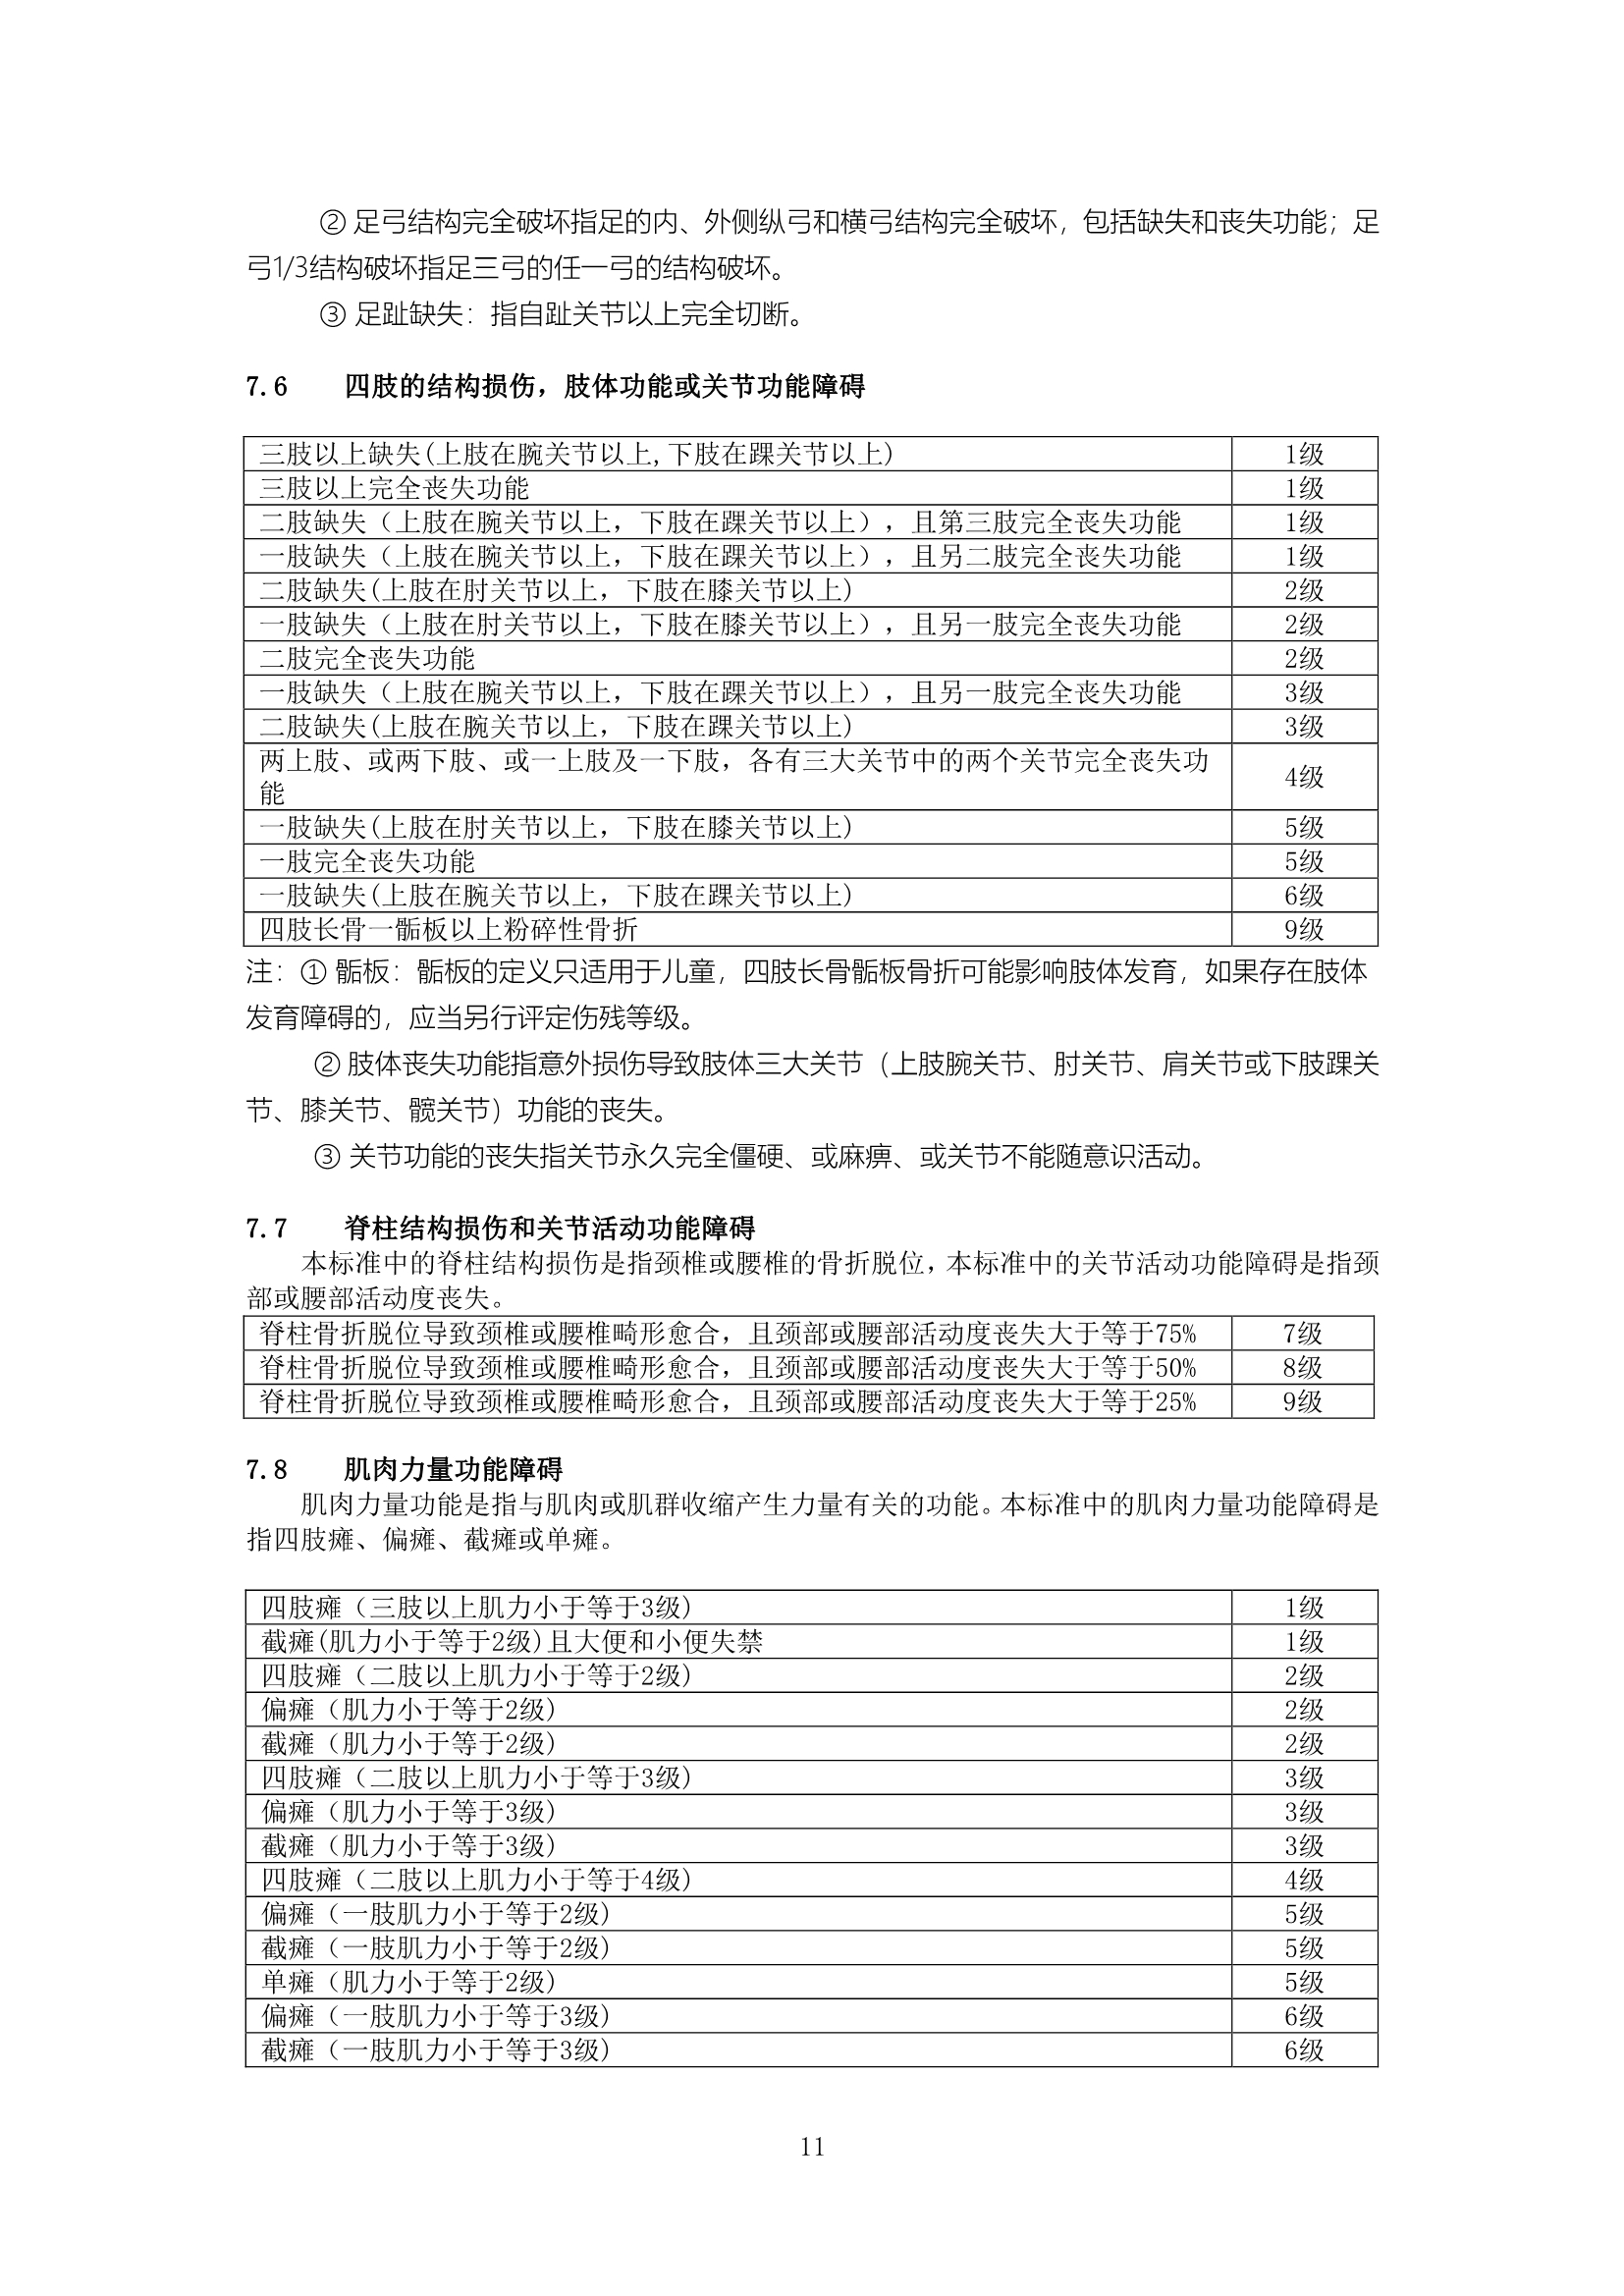 ② 足弓结构完全破坏指足的内、外侧纵弓和横弓结构完全破坏，包括缺失和丧失功能；足
弓1/3结构破坏指足三弓的任一弓的结构破坏。
③ 足趾缺失：指自趾关节以上完全切断。
7.6 四肢的结构损伤，肢体功能或关节功能障碍
三肢以上缺失(上肢在腕关节以上,下肢在踝关节以上) 1级
三肢以上完全丧失功能 1级
二肢缺失（上肢在腕关节以上，下肢在踝关节以上），且第三肢完全丧失功能 1级
一肢缺失（上肢在腕关节以上，下肢在踝关节以上），且另二肢完全丧失功能 1级
二肢缺失(上肢在肘关节以上，下肢在膝关节以上) 2级
一肢缺失（上肢在肘关节以上，下肢在膝关节以上），且另一肢完全丧失功能 2级
二肢完全丧失功能 2级
一肢缺失（上肢在腕关节以上，下肢在踝关节以上），且另一肢完全丧失功能 3级
二肢缺失(上肢在腕关节以上，下肢在踝关节以上) 3级
两上肢、或两下肢、或一上肢及一下肢，各有三大关节中的两个关节完全丧失功
能 4级
一肢缺失(上肢在肘关节以上，下肢在膝关节以上) 5级
一肢完全丧失功能 5级
一肢缺失(上肢在腕关节以上，下肢在踝关节以上) 6级
四肢长骨一骺板以上粉碎性骨折 9级
注：① 骺板：骺板的定义只适用于儿童，四肢长骨骺板骨折可能影响肢体发育，如果存在肢体
发育障碍的，应当另行评定伤残等级。
② 肢体丧失功能指意外损伤导致肢体三大关节（上肢腕关节、肘关节、肩关节或下肢踝关
节、膝关节、髋关节）功能的丧失。
③ 关节功能的丧失指关节永久完全僵硬、或麻痹、或关节不能随意识活动。
7.7 脊柱结构损伤和关节活动功能障碍
本标准中的脊柱结构损伤是指颈椎或腰椎的骨折脱位，本标准中的关节活动功能障碍是指颈
部或腰部活动度丧失。
脊柱骨折脱位导致颈椎或腰椎畸形愈合，且颈部或腰部活动度丧失大于等于75% 7级
脊柱骨折脱位导致颈椎或腰椎畸形愈合，且颈部或腰部活动度丧失大于等于50% 8级
脊柱骨折脱位导致颈椎或腰椎畸形愈合，且颈部或腰部活动度丧失大于等于25% 9级
7.8 肌肉力量功能障碍
肌肉力量功能是指与肌肉或肌群收缩产生力量有关的功能。本标准中的肌肉力量功能障碍是
指四肢瘫、偏瘫、截瘫或单瘫。
四肢瘫（三肢以上肌力小于等于3级） 1级
截瘫(肌力小于等于2级)且大便和小便失禁 1级
四肢瘫（二肢以上肌力小于等于2级） 2级
偏瘫（肌力小于等于2级） 2级
截瘫（肌力小于等于2级） 2级
四肢瘫（二肢以上肌力小于等于3级） 3级
偏瘫（肌力小于等于3级） 3级
截瘫（肌力小于等于3级） 3级
四肢瘫（二肢以上肌力小于等于4级） 4级
偏瘫（一肢肌力小于等于2级） 5级
截瘫（一肢肌力小于等于2级） 5级
单瘫（肌力小于等于2级） 5级
偏瘫（一肢肌力小于等于3级） 6级
截瘫（一肢肌力小于等于3级） 6级
11